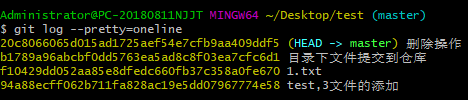 Administrator@PC-20180811NJJT MINGW64 ~/Desktop/test (master)
$ git log --pretty=oneline
20c8066065d015ad1725aef54e7cfb9aa409ddf5 (HEAD -> master) 删除操作
b1789a96abcbf0dd5763ea5ad8c8f03ea7cfc6d1 目录下文件提交到仓库
f10429dd052aa85e8dfedc660fb37c358a0fe670 1.txt
94a88ecff062b711fa828ac19e5dd07967774e58 test,3文件的添加